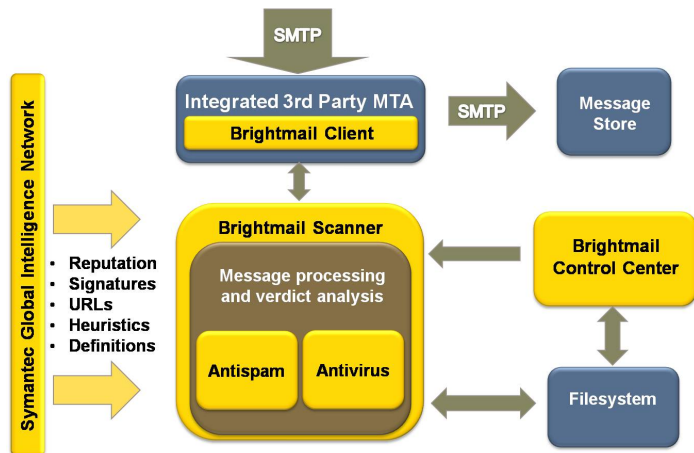 SMTP
Integrated 3rd Party MTA
Brightmail Client
SMTP
Message
Store
Symantec Global Intelligence Network
• Reputation
• Signatures
• URLs
• Heuristics
• Definitions
Brightmail Scanner
Message processing
and verdict analysis
Antispam
Antivirus
Brightmail
Control Center
Filesystem